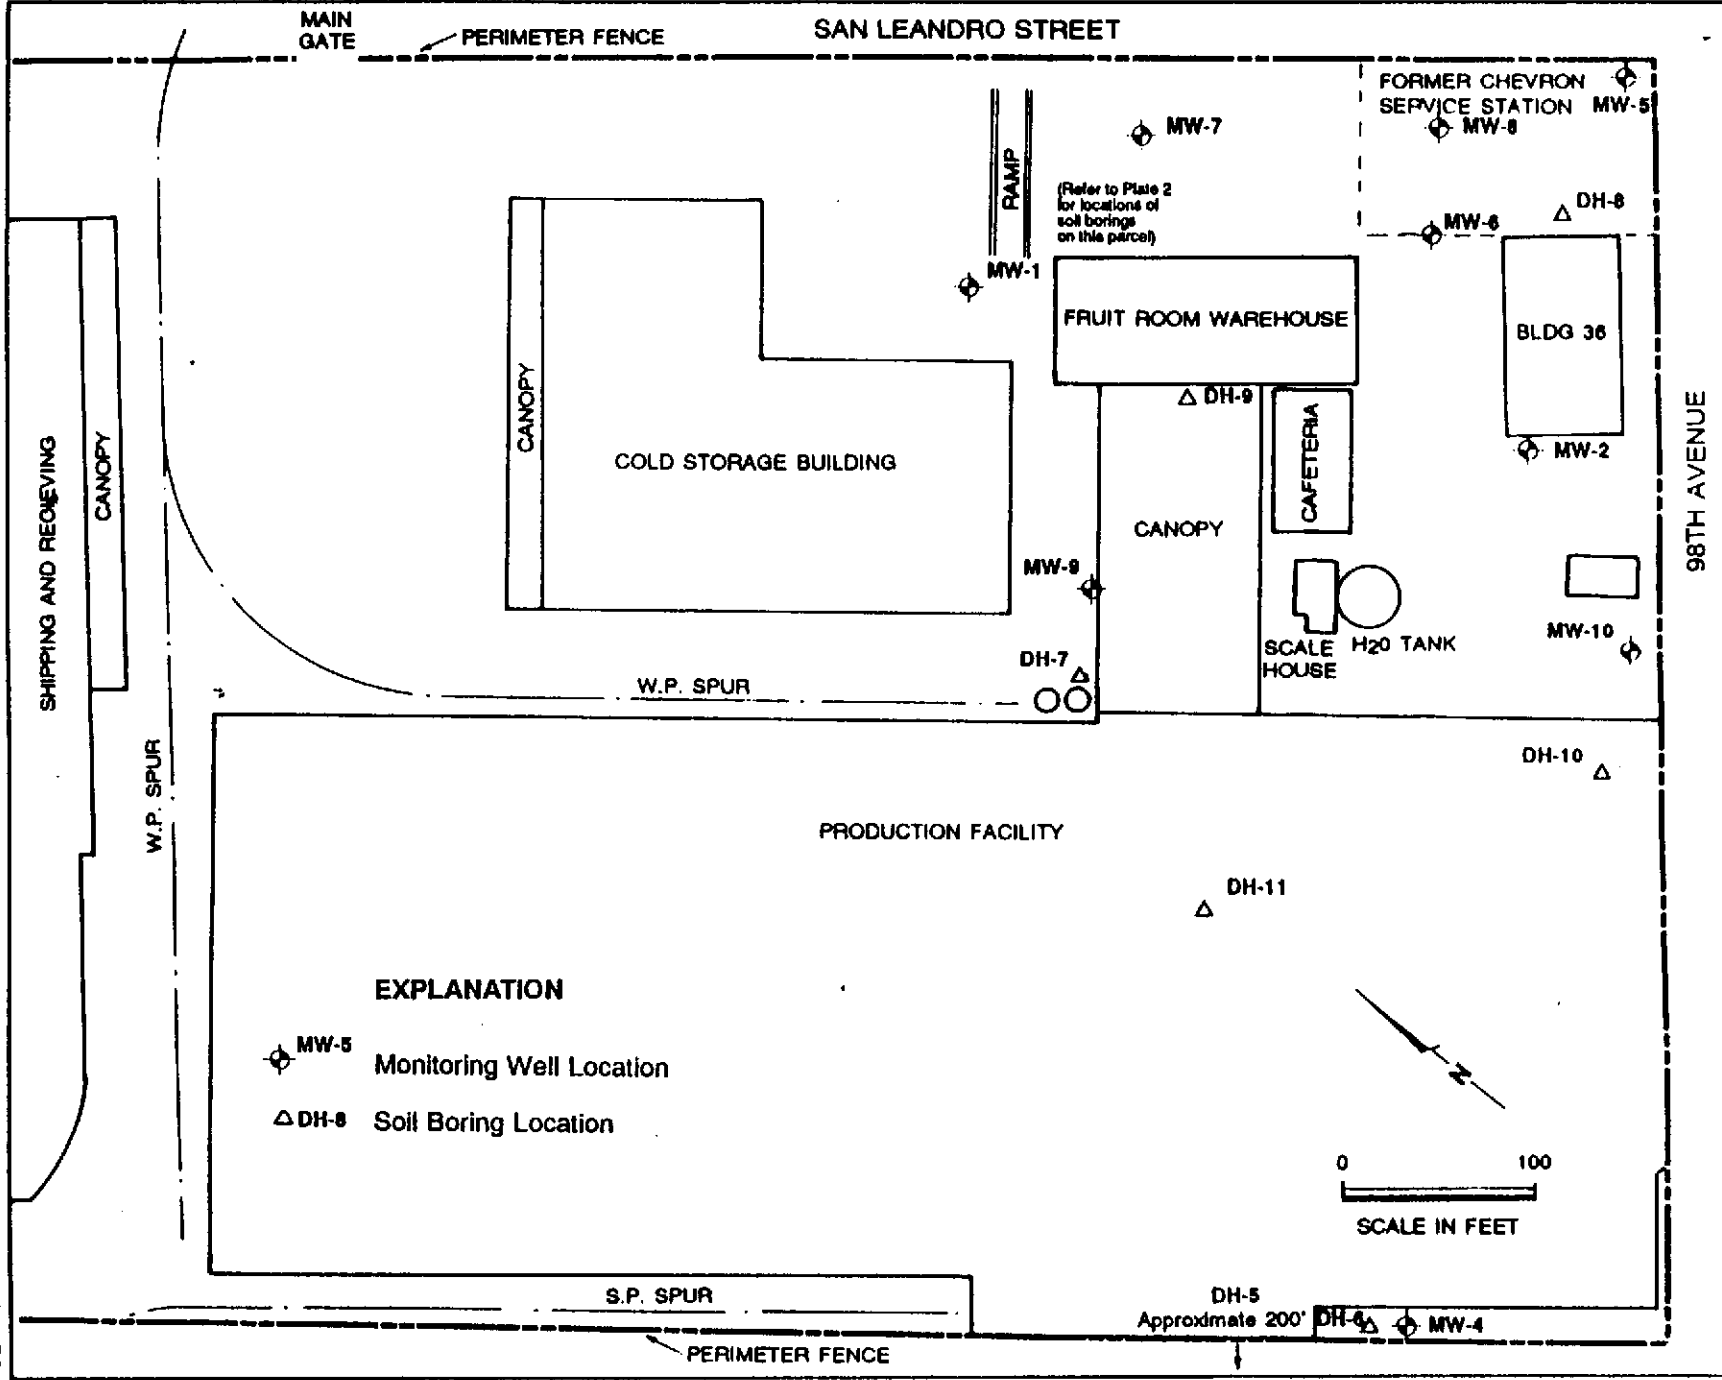 MAIN
GATE
PERIMETER FENCE
SAN LEANDRO STREET
FORMER CHEVRON
SERVICE STATION
MW-5
MW-8
MW-7
RAMP
(Refer to Plate 2
for locations of
soil borings
on this parcel)
DH-8
MW-6
MW-1
FRUIT ROOM WAREHOUSE
BLDG 36
CANOPY
DH-9
CAFETERIA
98TH AVENUE
SHIPPING AND RECIEVING
CANOPY
COLD STORAGE BUILDING
MW-2
CANOPY
MW-9
MW-10
SCALE
HOUSE
H20 TANK
DH-7
W.P. SPUR
W.P. SPUR
DH-10
PRODUCTION FACILITY
DH-11
EXPLANATION
MW-5
Monitoring Well Location
DH-8
Soil Boring Location
N
0 100
SCALE IN FEET
S.P. SPUR
DH-5
Approximate 200'
DH-6
MW-4
PERIMETER FENCE